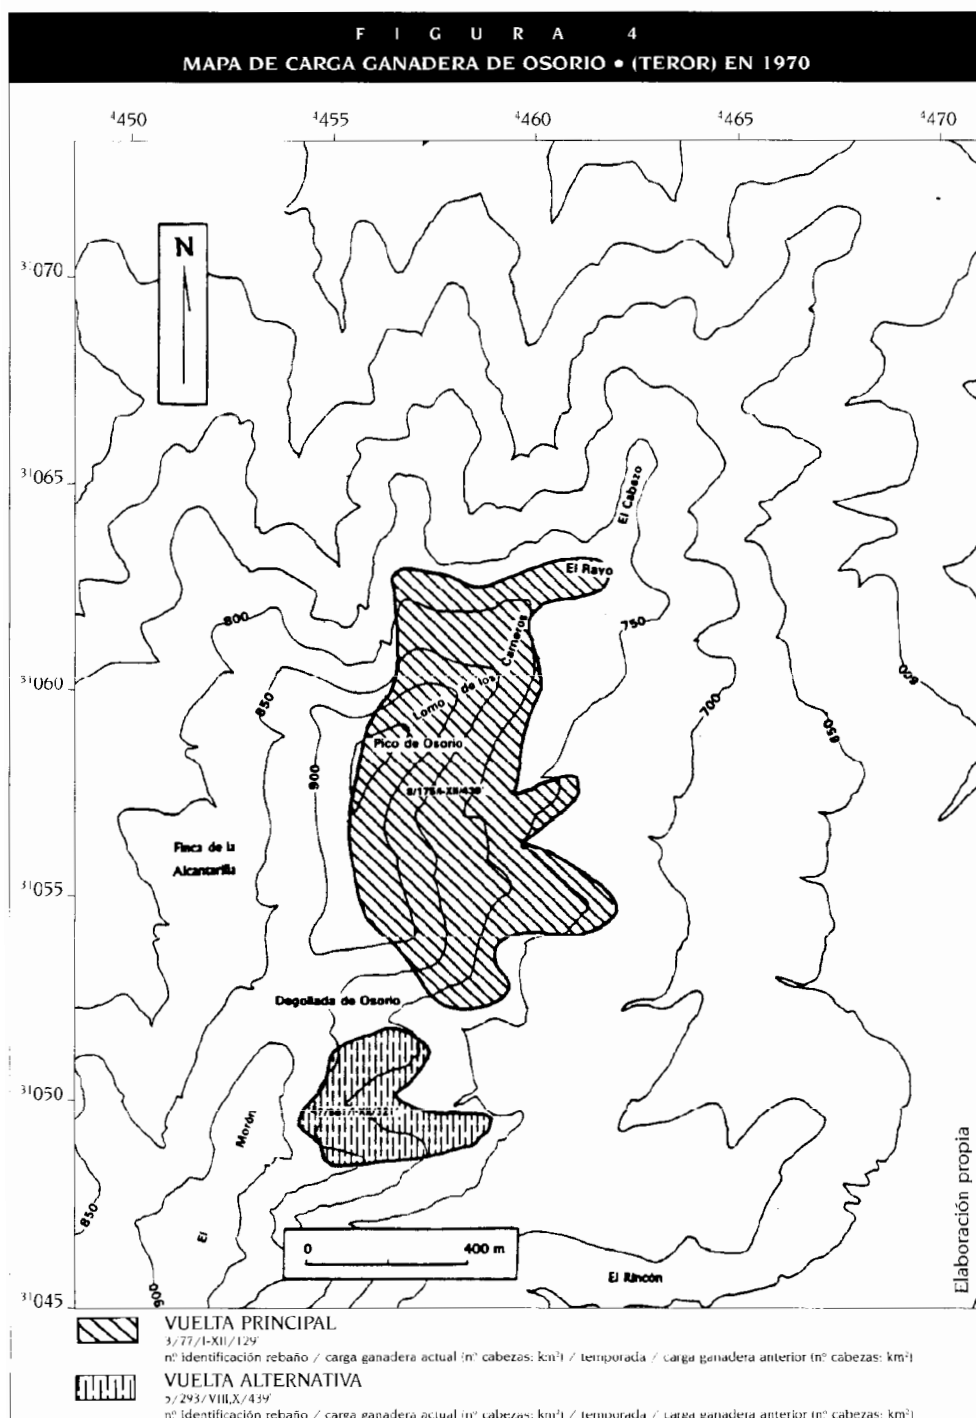 FIGURA 4
MAPA DE CARGA GANADERA DE OSORIO • (TEROR) EN 1970
⁴450 ⁴455 ⁴460 ⁴465 ⁴470
N
³¹070
³¹065
El Cabezo
El Rayo
800
750
Lomo de los Carneros
³¹060
850
700
600
650
Pico de Osorio
900
Finca de la
Alcantarilla
³¹055
Degollada de Osorio
³¹050
El Morón
850
0 400 m
El Rincón
900
³¹045
Elaboración propia
VUELTA PRINCIPAL
3/77/I-XII/129'
nº identificación rebaño / carga ganadera actual (nº cabezas: km²) / temporada / carga ganadera anterior (nº cabezas: km²)
VUELTA ALTERNATIVA
5/293/VIII,X/439'
nº identificación rebaño / carga ganadera actual (nº cabezas: km²) / temporada / carga ganadera anterior (nº cabezas: km²)